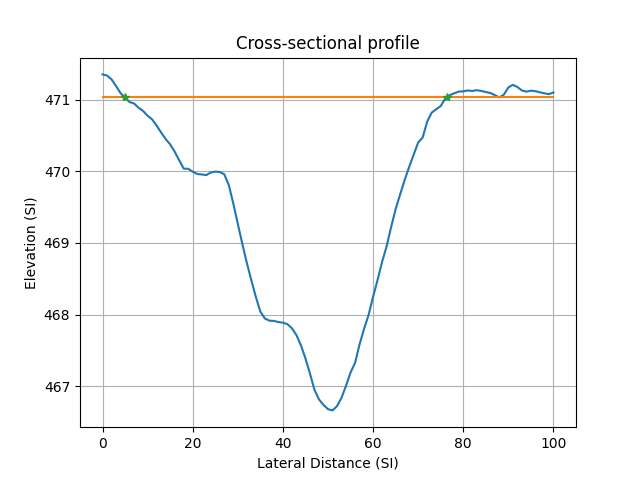 Cross-sectional profile
Elevation (SI)
471
470
469
468
467
0 20 40 60 80 100
Lateral Distance (SI)